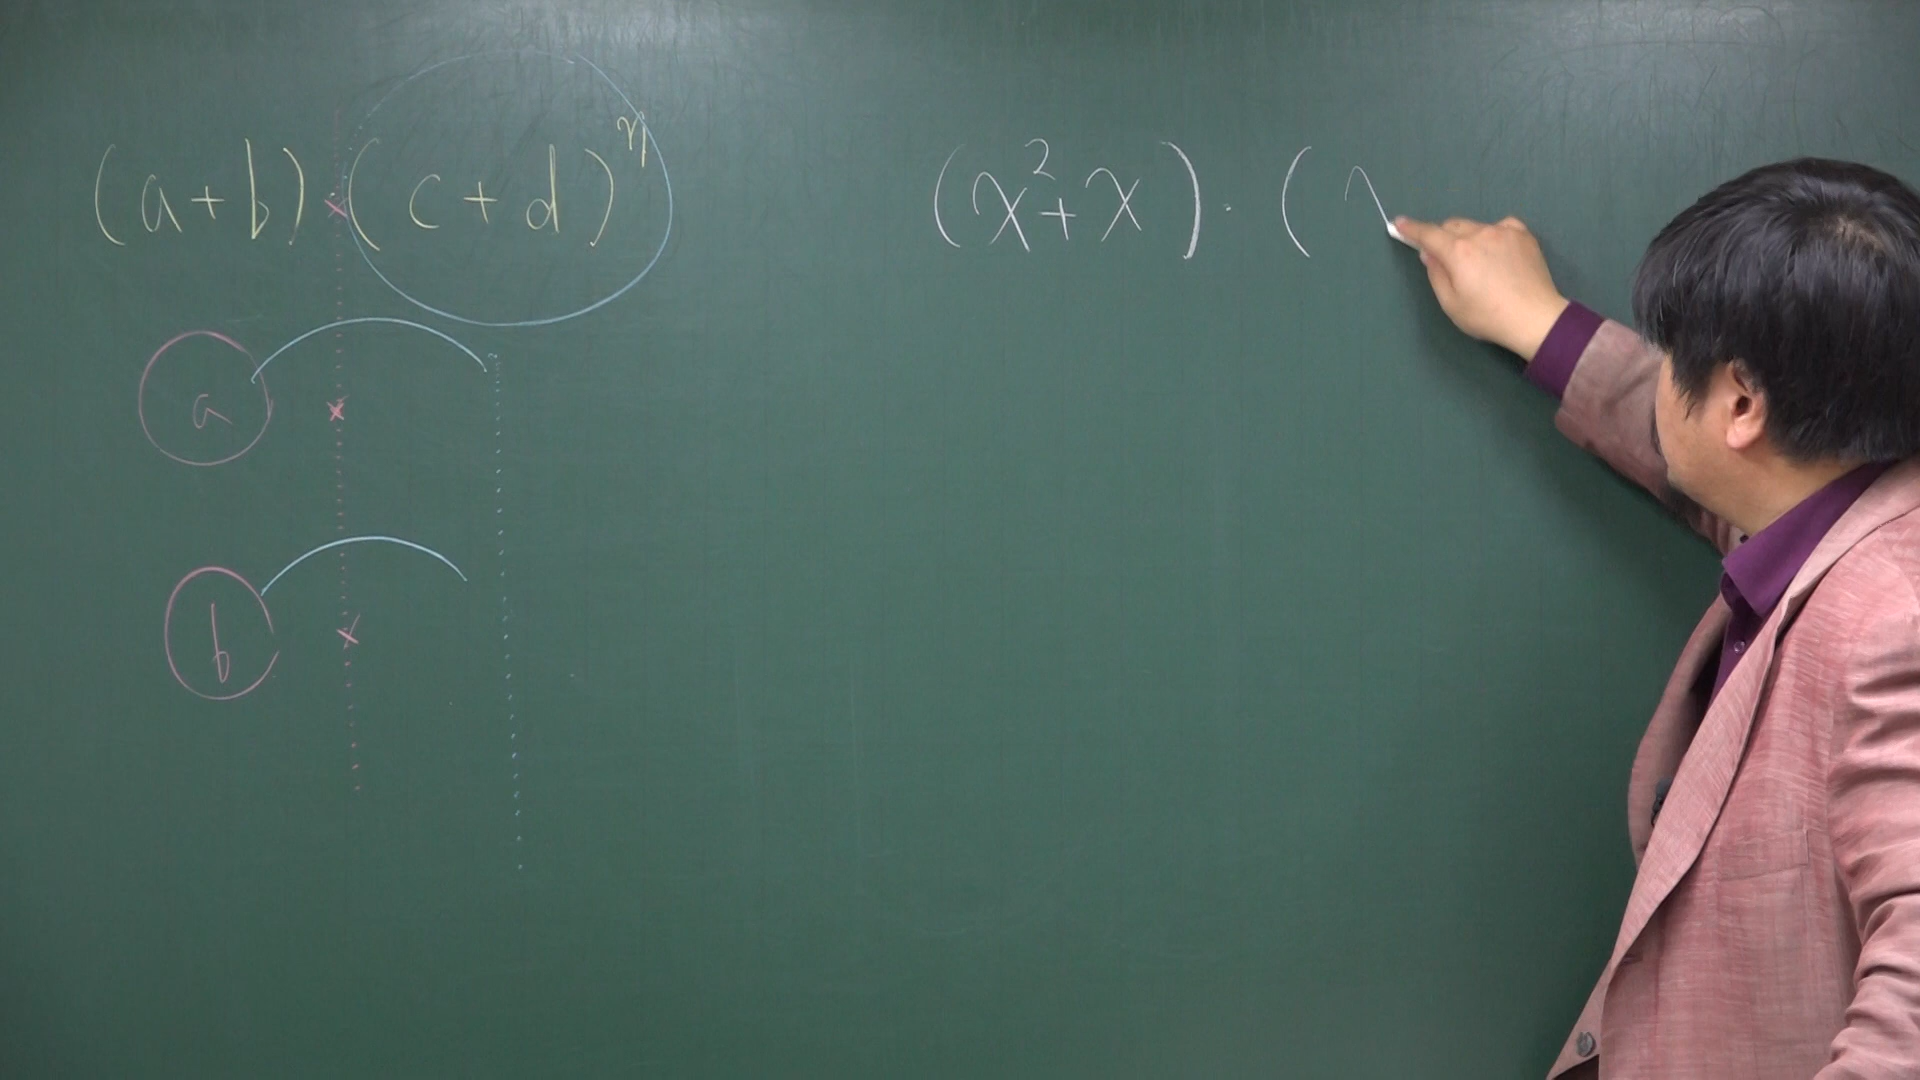 (a+b)×(c+d)ⁿ
(x²+x)·(
a ×
b ×